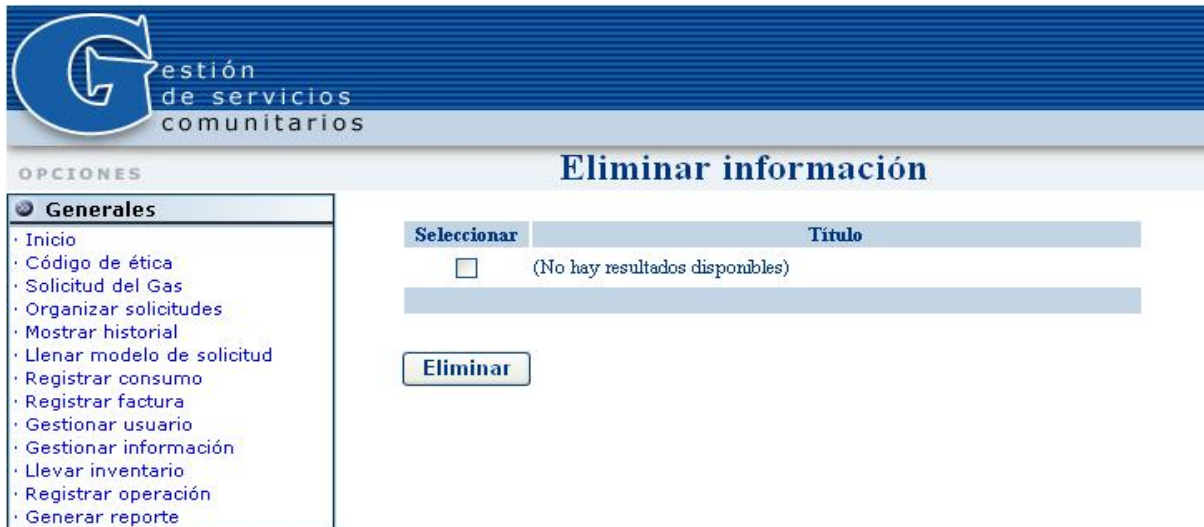 Gestión
de servicios
comunitarios
OPCIONES
Eliminar información
Generales
· Inicio
· Código de ética
· Solicitud del Gas
· Organizar solicitudes
· Mostrar historial
· Llenar modelo de solicitud
· Registrar consumo
· Registrar factura
· Gestionar usuario
· Gestionar información
· Llevar inventario
· Registrar operación
· Generar reporte
Seleccionar Título
(No hay resultados disponibles)
Eliminar